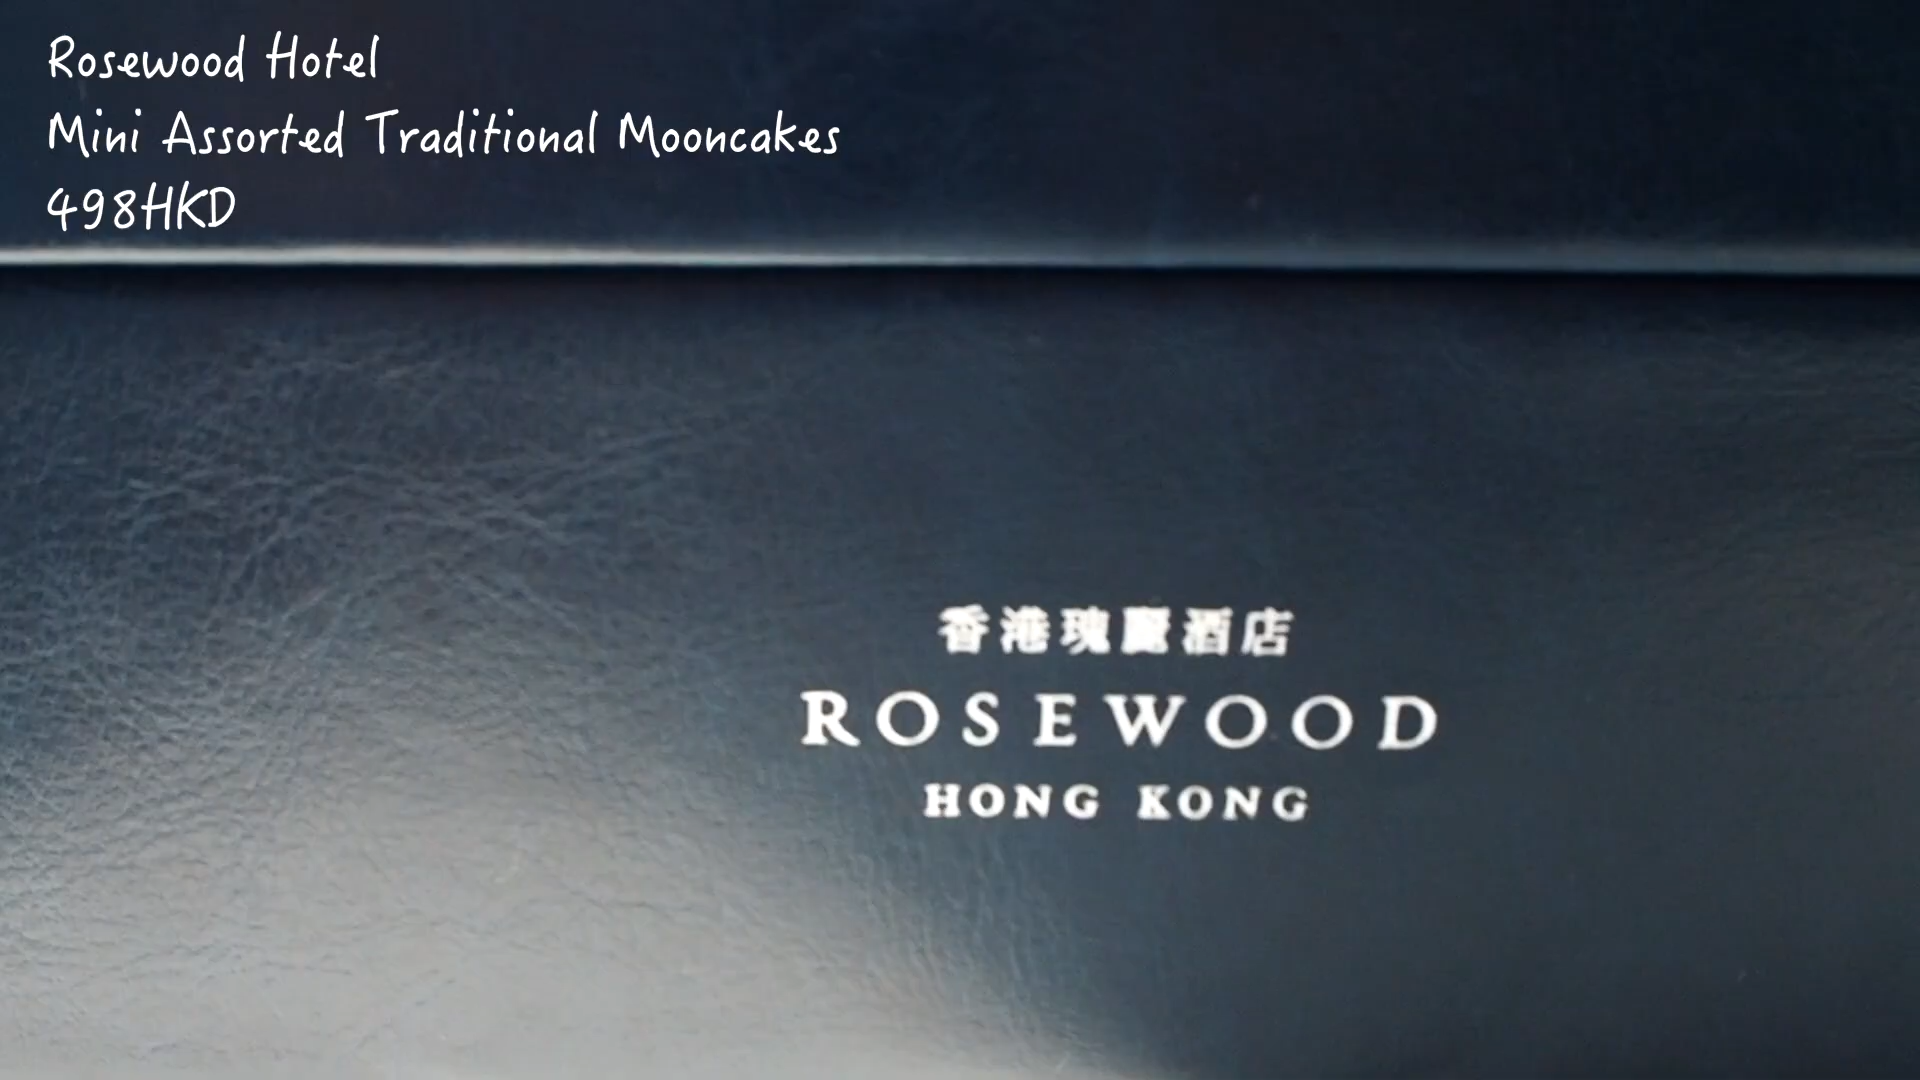 Rosewood Hotel
Mini Assorted Traditional Mooncakes
498HKD
香港瑰麗酒店
ROSEWOOD
HONG KONG